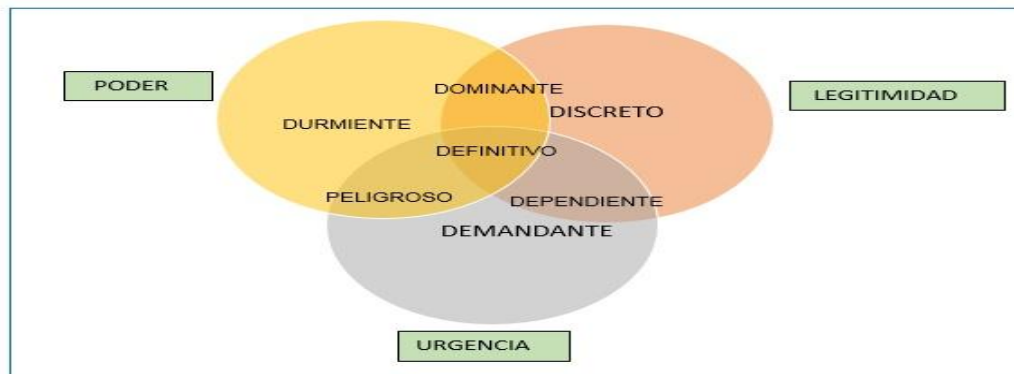 PODER
DOMINANTE
LEGITIMIDAD
DISCRETO
DURMIENTE
DEFINITIVO
PELIGROSO
DEPENDIENTE
DEMANDANTE
URGENCIA